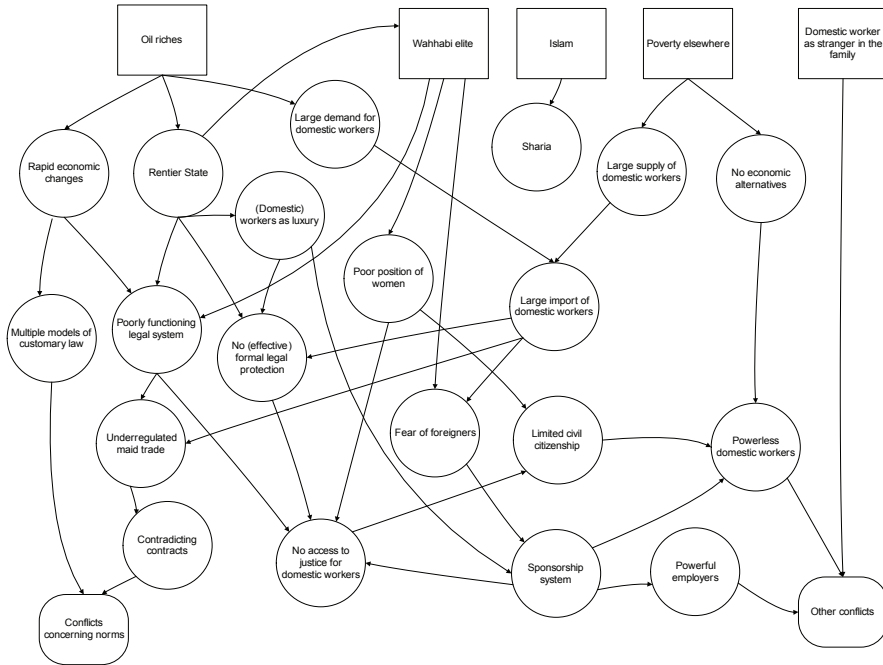 Oil riches
Wahhabi elite
Islam
Poverty elsewhere
Domestic worker
as stranger in the
family
Large demand for
domestic workers
Sharia
Rapid economic
changes
Rentier State
Large supply of
domestic workers
No economic
alternatives
(Domestic)
workers as luxury
Poor position of
women
Large import of
domestic workers
Multiple models of
customary law
Poorly functioning
legal system
No (effective)
formal legal
protection
Underregulated
maid trade
Fear of foreigners
Limited civil
citizenship
Powerless
domestic workers
Contradicting
contracts
No access to
justice for
domestic workers
Sponsorship
system
Powerful
employers
Conflicts
concerning norms
Other conflicts